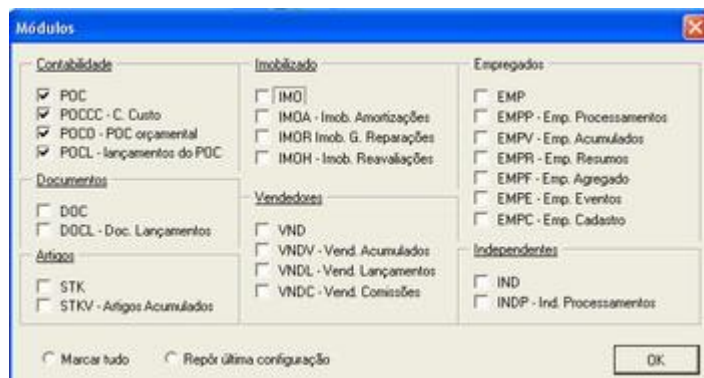 Módulos
Contabilidade
POC
POCCC - C. Custo
POCO - POC orçamental
POCL - lançamentos do POC
Documentos
DOC
DOCL - Doc. Lançamentos
Artigos
STK
STKV - Artigos Acumulados
Imobilizado
IMO
IMOA - Imob. Amortizações
IMOR Imob. G. Reparações
IMOH - Imob. Reavaliações
Vendedores
VND
VNDV - Vend. Acumulados
VNDL - Vend. Lançamentos
VNDC - Vend. Comissões
Empregados
EMP
EMPP - Emp. Processamentos
EMPV - Emp. Acumulados
EMPR - Emp. Resumos
EMPF - Emp. Agregado
EMPE - Emp. Eventos
EMPC - Emp. Cadastro
Independentes
IND
INDP - Ind. Processamentos
Marcar tudo
Repôr última configuração
OK